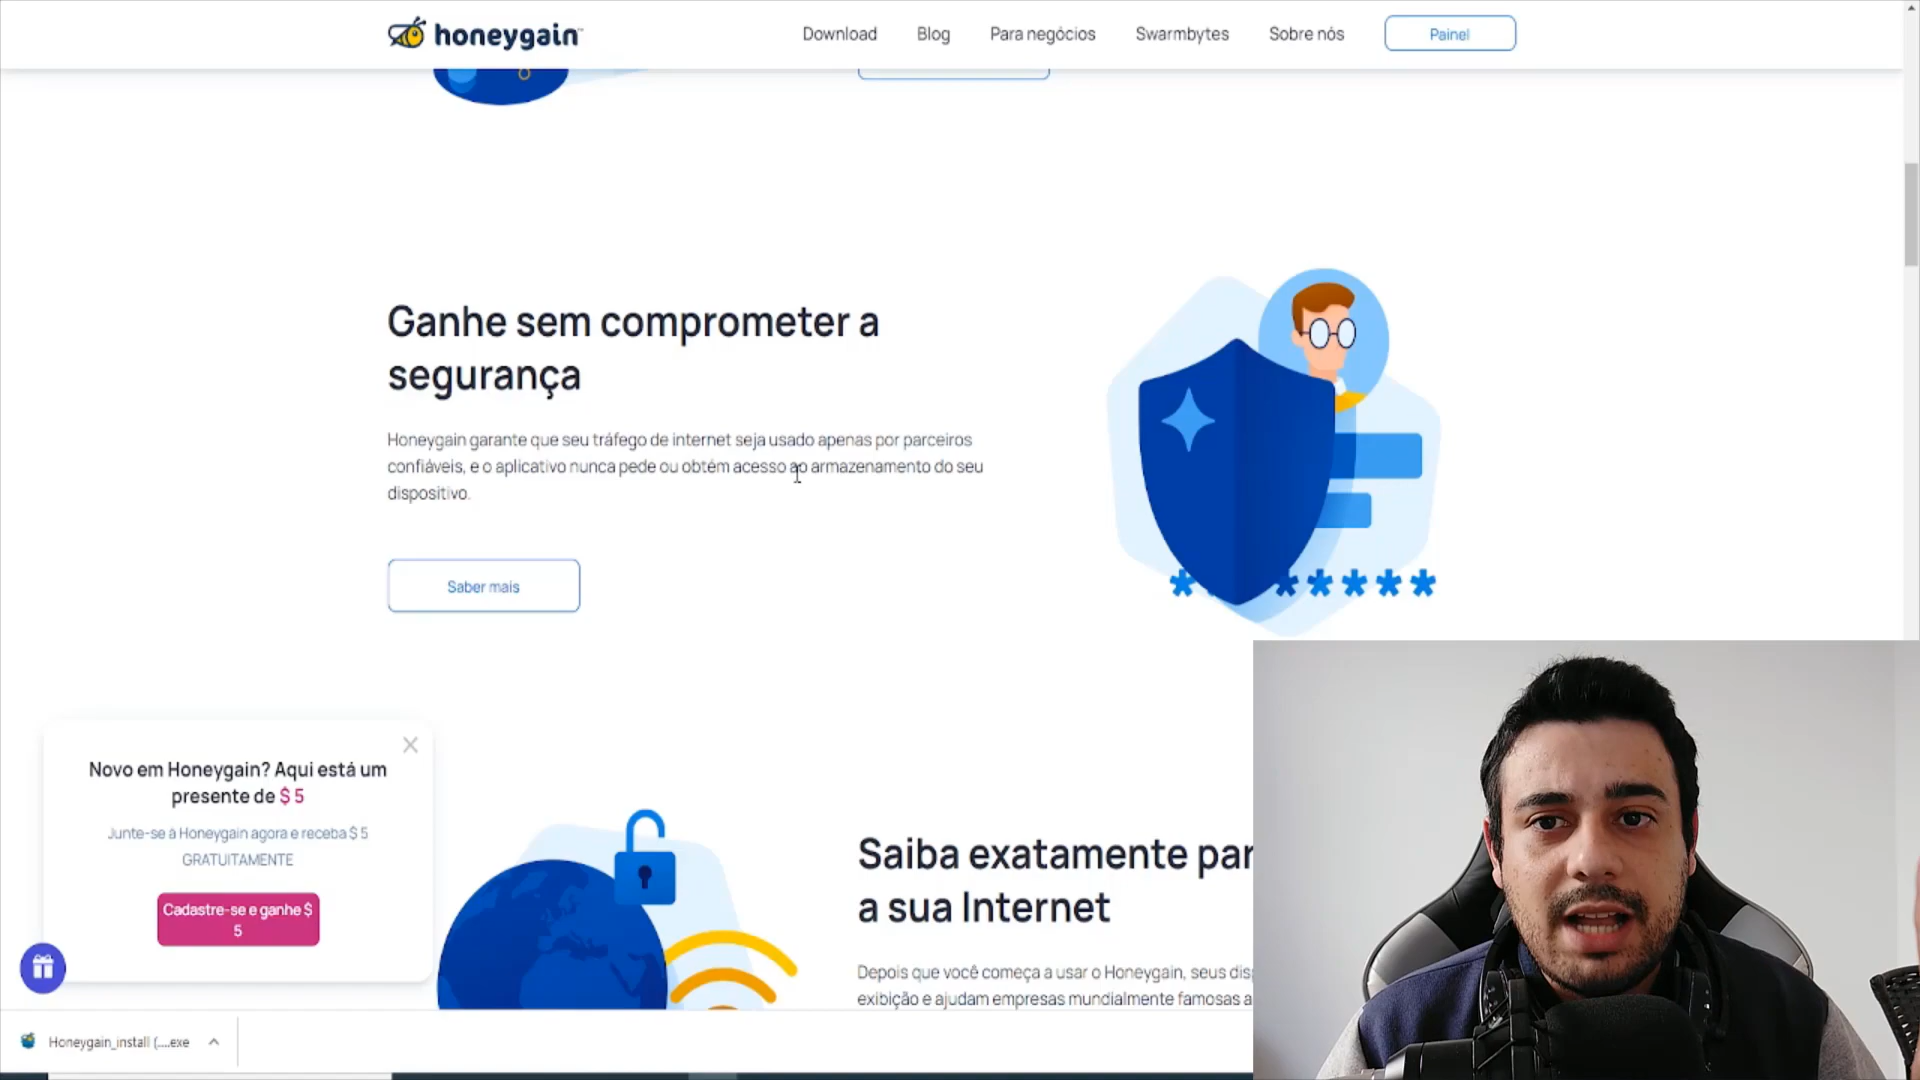 honeygain
Download
Blog
Para negócios
Swarmbytes
Sobre nós
Painel
Ganhe sem comprometer a
segurança
Honeygain garante que seu tráfego de internet seja usado apenas por parceiros
confiáveis, e o aplicativo nunca pede ou obtém acesso ao armazenamento do seu
dispositivo.
Saber mais
Novo em Honeygain? Aqui está um
presente de $ 5
Junte-se à Honeygain agora e receba $ 5
GRATUITAMENTE
Cadastre-se e ganhe $
5
Saiba exatamente par
a sua Internet
Depois que você começa a usar o Honeygain, seus dis
exibição e ajudam empresas mundialmente famosas a
Honeygain_install (....exe